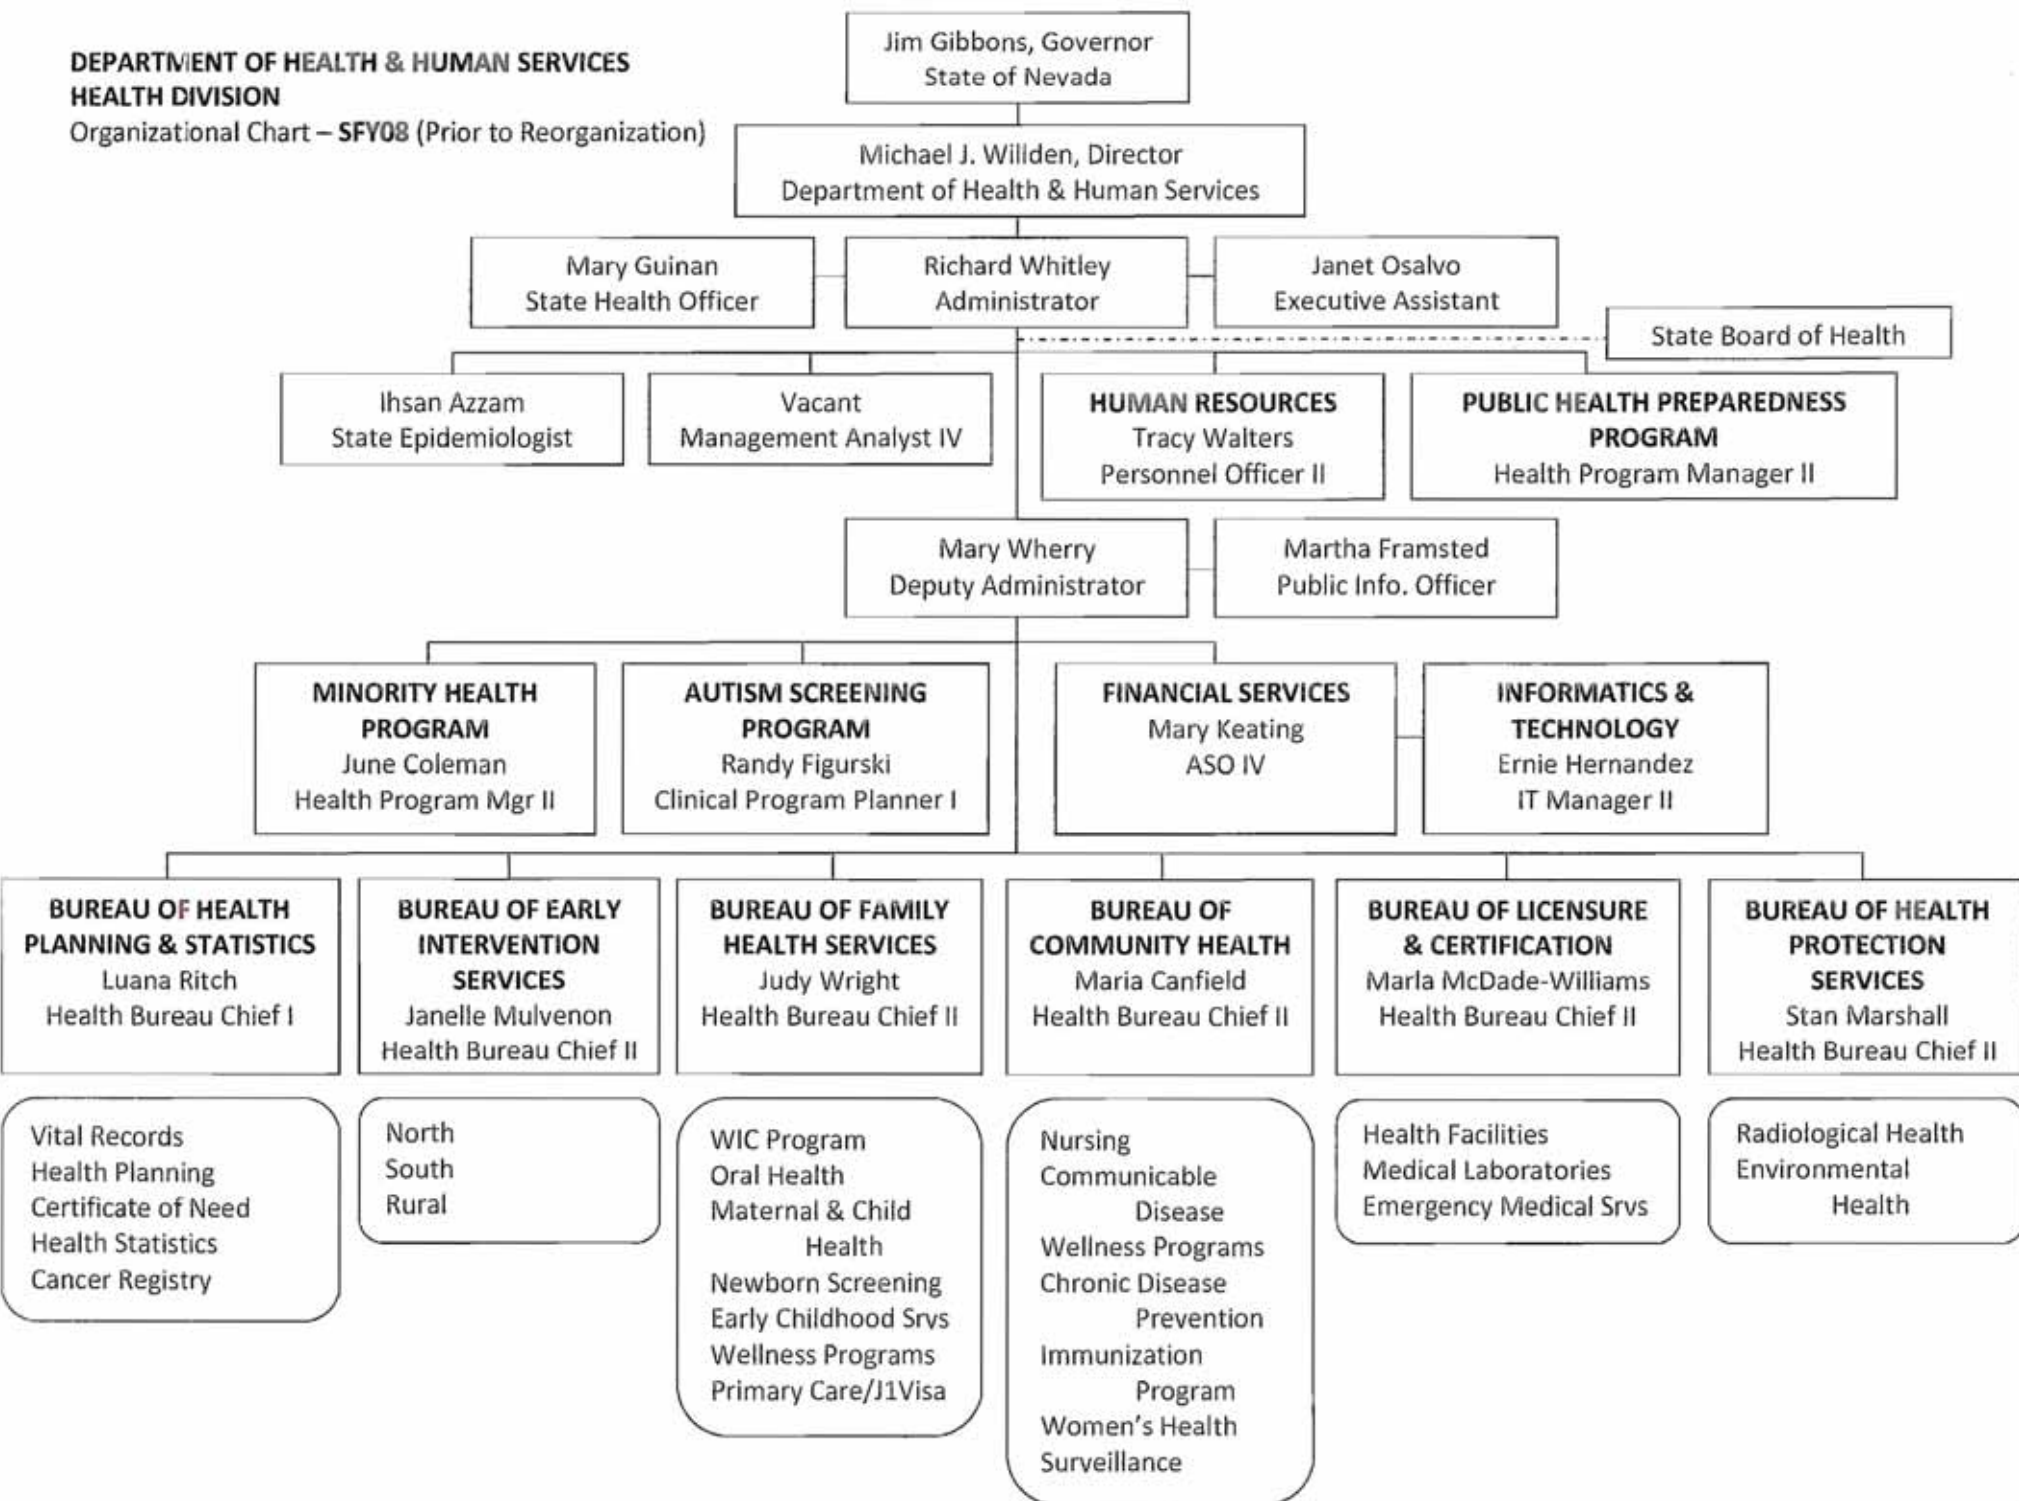 DEPARTMENT OF HEALTH & HUMAN SERVICES
HEALTH DIVISION
Organizational Chart – SFY08 (Prior to Reorganization)
Jim Gibbons, Governor
State of Nevada
Michael J. Willden, Director
Department of Health & Human Services
Mary Guinan
State Health Officer
Richard Whitley
Administrator
Janet Osalvo
Executive Assistant
State Board of Health
Ihsan Azzam
State Epidemiologist
Vacant
Management Analyst IV
HUMAN RESOURCES
Tracy Walters
Personnel Officer II
PUBLIC HEALTH PREPAREDNESS
PROGRAM
Health Program Manager II
Mary Wherry
Deputy Administrator
Martha Framsted
Public Info. Officer
MINORITY HEALTH
PROGRAM
June Coleman
Health Program Mgr II
AUTISM SCREENING
PROGRAM
Randy Figurski
Clinical Program Planner I
FINANCIAL SERVICES
Mary Keating
ASO IV
INFORMATICS &
TECHNOLOGY
Ernie Hernandez
IT Manager II
BUREAU OF HEALTH
PLANNING & STATISTICS
Luana Ritch
Health Bureau Chief I
BUREAU OF EARLY
INTERVENTION
SERVICES
Janelle Mulvenon
Health Bureau Chief II
BUREAU OF FAMILY
HEALTH SERVICES
Judy Wright
Health Bureau Chief II
BUREAU OF
COMMUNITY HEALTH
Maria Canfield
Health Bureau Chief II
BUREAU OF LICENSURE
& CERTIFICATION
Marla McDade-Williams
Health Bureau Chief II
BUREAU OF HEALTH
PROTECTION
SERVICES
Stan Marshall
Health Bureau Chief II
Vital Records
Health Planning
Certificate of Need
Health Statistics
Cancer Registry
North
South
Rural
WIC Program
Oral Health
Maternal & Child
Health
Newborn Screening
Early Childhood Srvs
Wellness Programs
Primary Care/J1Visa
Nursing
Communicable
Disease
Wellness Programs
Chronic Disease
Prevention
Immunization
Program
Women's Health
Surveillance
Health Facilities
Medical Laboratories
Emergency Medical Srvs
Radiological Health
Environmental
Health